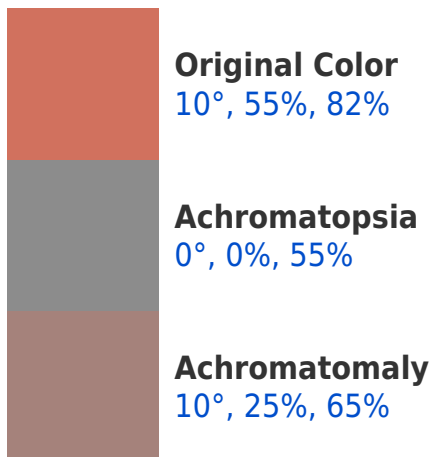 Original Color
10°, 55%, 82%
Achromatopsia
0°, 0%, 55%
Achromatomaly
10°, 25%, 65%